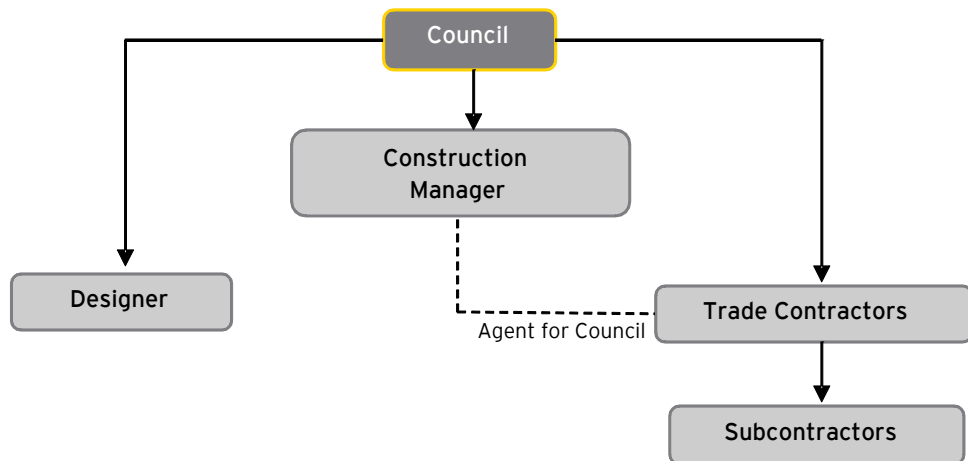 Council
Construction
Manager
Designer
Trade Contractors
Agent for Council
Subcontractors